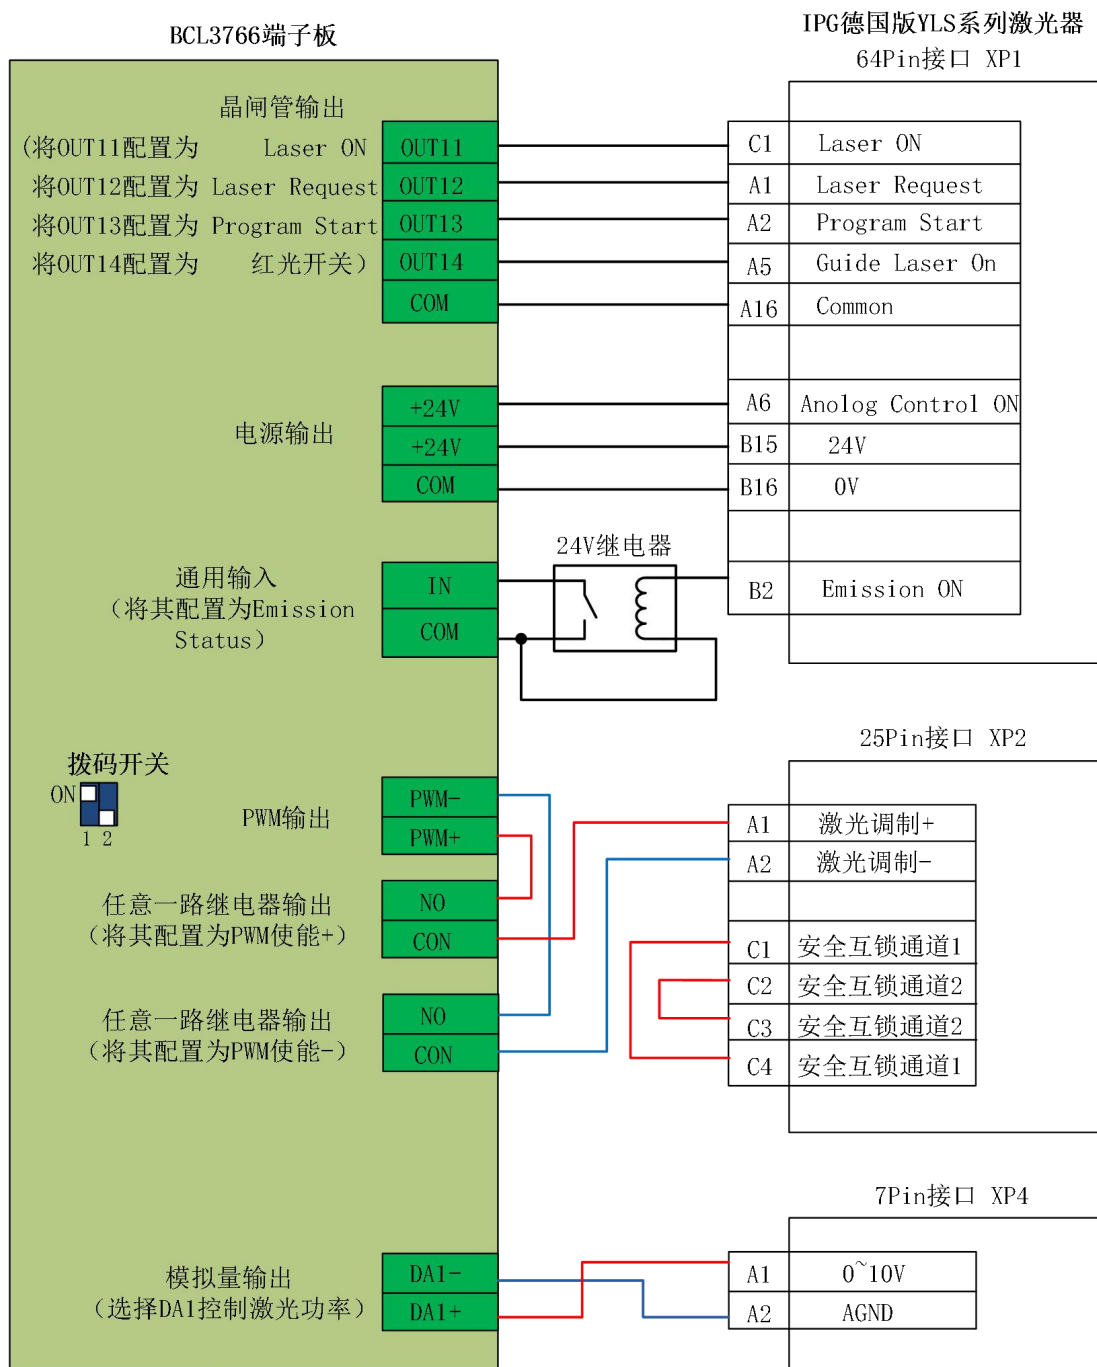 BCL3766端子板
IPG德国版YLS系列激光器
64Pin接口 XP1
晶闸管输出
(将OUT11配置为 Laser ON OUT11 C1 Laser ON
将OUT12配置为 Laser Request OUT12 A1 Laser Request
将OUT13配置为 Program Start OUT13 A2 Program Start
将OUT14配置为 红光开关) OUT14 A5 Guide Laser On
COM A16 Common
电源输出
+24V A6 Anolog Control ON
+24V B15 24V
COM B16 0V
24V继电器
通用输入
(将其配置为Emission
Status)
IN B2 Emission ON
COM
25Pin接口 XP2
拨码开关
ON
1 2
PWM输出
PWM- A1 激光调制+
PWM+ A2 激光调制-
任意一路继电器输出
(将其配置为PWM使能+)
NO
CON C1 安全互锁通道1
C2 安全互锁通道2
任意一路继电器输出
(将其配置为PWM使能-)
NO C3 安全互锁通道2
CON C4 安全互锁通道1
7Pin接口 XP4
模拟量输出
(选择DA1控制激光功率)
DA1- A1 0~10V
DA1+ A2 AGND